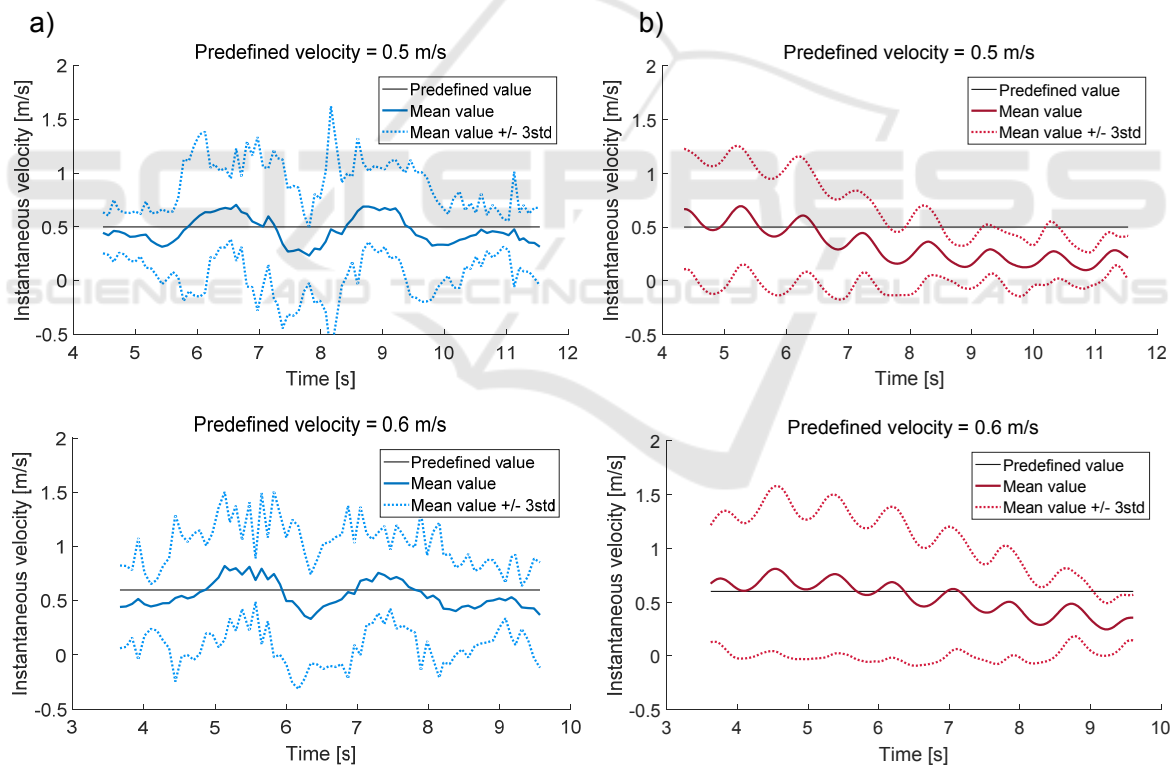 a)
Predefined velocity = 0.5 m/s
Instantaneous velocity [m/s]
2
1.5
1
0.5
0
-0.5
Predefined value
Mean value
Mean value +/- 3std
4 5 6 7 8 9 10 11 12
Time [s]
b)
Predefined velocity = 0.5 m/s
Instantaneous velocity [m/s]
2
1.5
1
0.5
0
-0.5
Predefined value
Mean value
Mean value +/- 3std
4 5 6 7 8 9 10 11 12
Time [s]
SCITEPRESS
SCIENCE AND TECHNOLOGY PUBLICATIONS
Predefined velocity = 0.6 m/s
Instantaneous velocity [m/s]
2
1.5
1
0.5
0
-0.5
Predefined value
Mean value
Mean value +/- 3std
3 4 5 6 7 8 9 10
Time [s]
Predefined velocity = 0.6 m/s
Instantaneous velocity [m/s]
2
1.5
1
0.5
0
-0.5
Predefined value
Mean value
Mean value +/- 3std
3 4 5 6 7 8 9 10
Time [s]